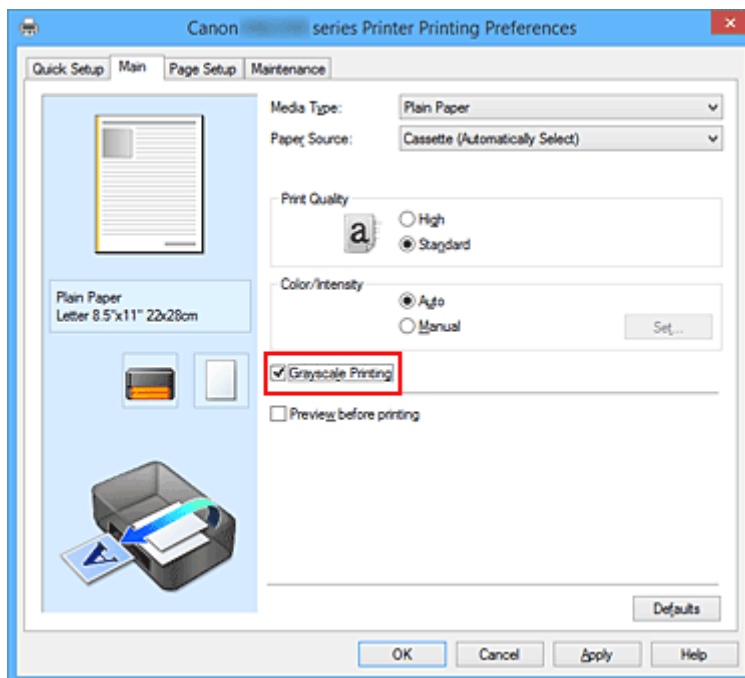 Canon series Printer Printing Preferences
Quick Setup Main Page Setup Maintenance
Media Type: Plain Paper
Paper Source: Cassette (Automatically Select)
Print Quality
a
High
Standard
Color/Intensity
Auto
Manual
Set...
Plain Paper
Letter 8.5"x11" 22x28cm
Grayscale Printing
Preview before printing
A
Defaults
OK Cancel Apply Help